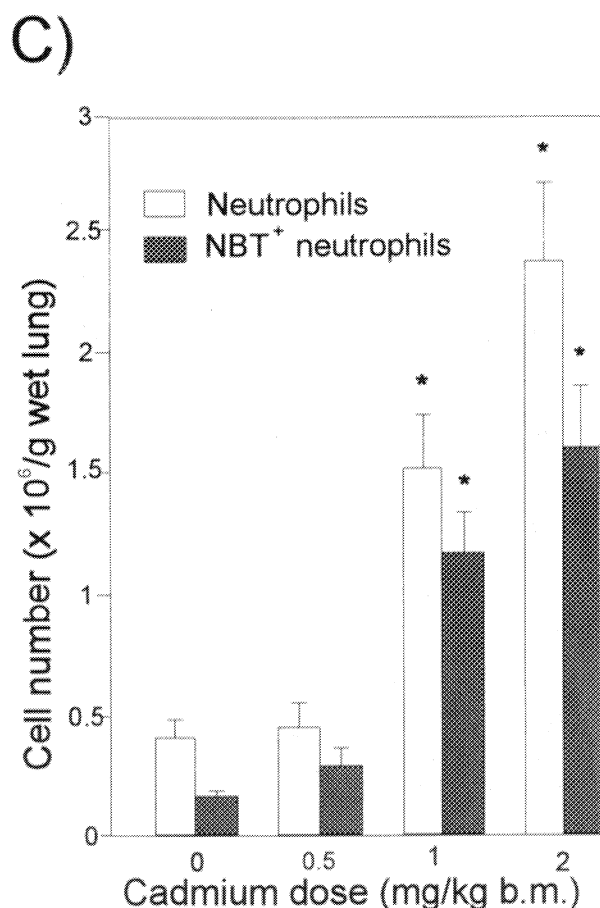 C)
3
2.5
2
1.5
1
0.5
0
Cell number (x 10⁶/g wet lung)
Neutrophils
NBT⁺ neutrophils
* * * *
0 0.5 1 2
Cadmium dose (mg/kg b.m.)